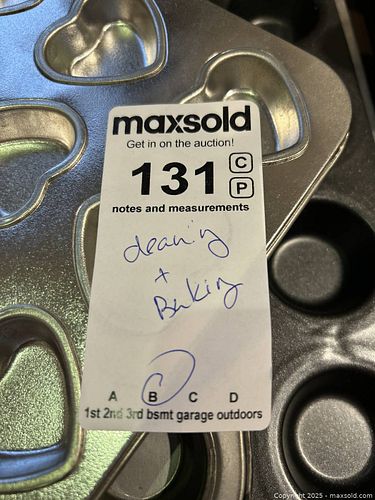 maxsold
Get in on the auction!
131 C
P
notes and measurements
cleaning
+
Baking
A B C D
1st 2nd 3rd bsmt garage outdoors
Copyright 2025 - maxsold.com